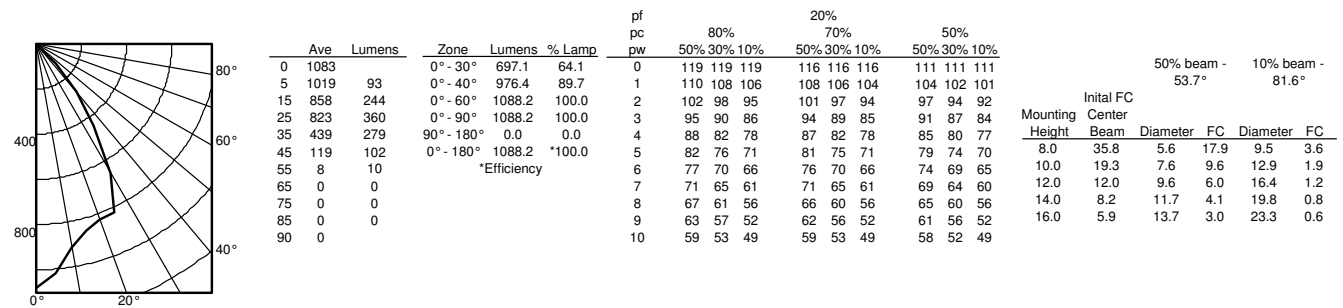 400
800
0°
20°
40°
60°
80°
Ave Lumens
0 1083
5 1019 93
15 858 244
25 823 360
35 439 279
45 119 102
55 8 10
65 0 0
75 0 0
85 0 0
90 0
Zone Lumens % Lamp
0°- 30° 697.1 64.1
0°- 40° 976.4 89.7
0°- 60° 1088.2 100.0
0°- 90° 1088.2 100.0
90°- 180° 0.0 0.0
0°- 180° 1088.2 *100.0
*Efficiency
pf 20%
pc 80% 70% 50%
pw 50% 30% 10% 50% 30% 10% 50% 30% 10%
0 119 119 119 116 116 116 111 111 111
1 110 108 106 108 106 104 104 102 101
2 102 98 95 101 97 94 97 94 92
3 95 90 86 94 89 85 91 87 84
4 88 82 78 87 82 78 85 80 77
5 82 76 71 81 75 71 79 74 70
6 77 70 66 76 70 66 74 69 65
7 71 65 61 71 65 61 69 64 60
8 67 61 56 66 60 56 65 60 56
9 63 57 52 62 56 52 61 56 52
10 59 53 49 59 53 49 58 52 49
50% beam - 10% beam -
53.7° 81.6°
Inital FC
Mounting Center
Height Beam Diameter FC Diameter FC
8.0 35.8 5.6 17.9 9.5 3.6
10.0 19.3 7.6 9.6 12.9 1.9
12.0 12.0 9.6 6.0 16.4 1.2
14.0 8.2 11.7 4.1 19.8 0.8
16.0 5.9 13.7 3.0 23.3 0.6